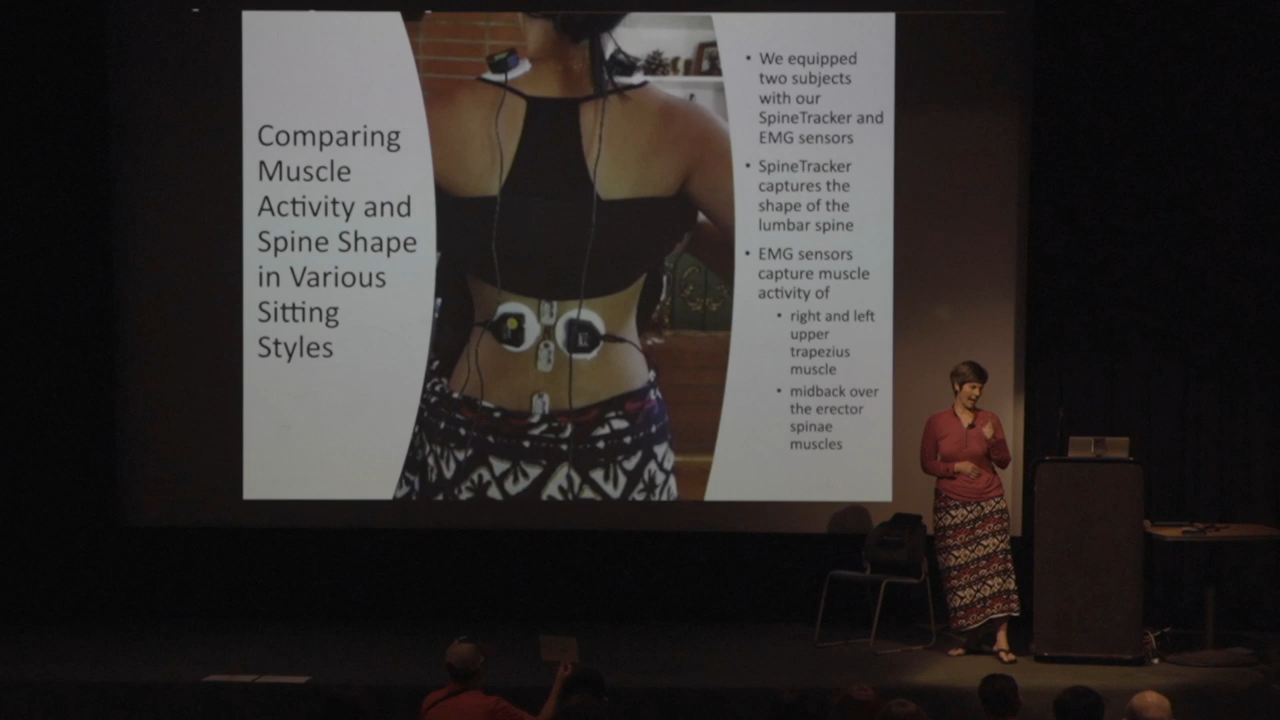 Comparing
Muscle
Activity and
Spine Shape
in Various
Sitting
Styles
• We equipped
two subjects
with our
SpineTracker and
EMG sensors
• SpineTracker
captures the
shape of the
lumbar spine
• EMG sensors
capture muscle
activity of
• right and left
upper
trapezius
muscle
• midback over
the erector
spinae
muscles